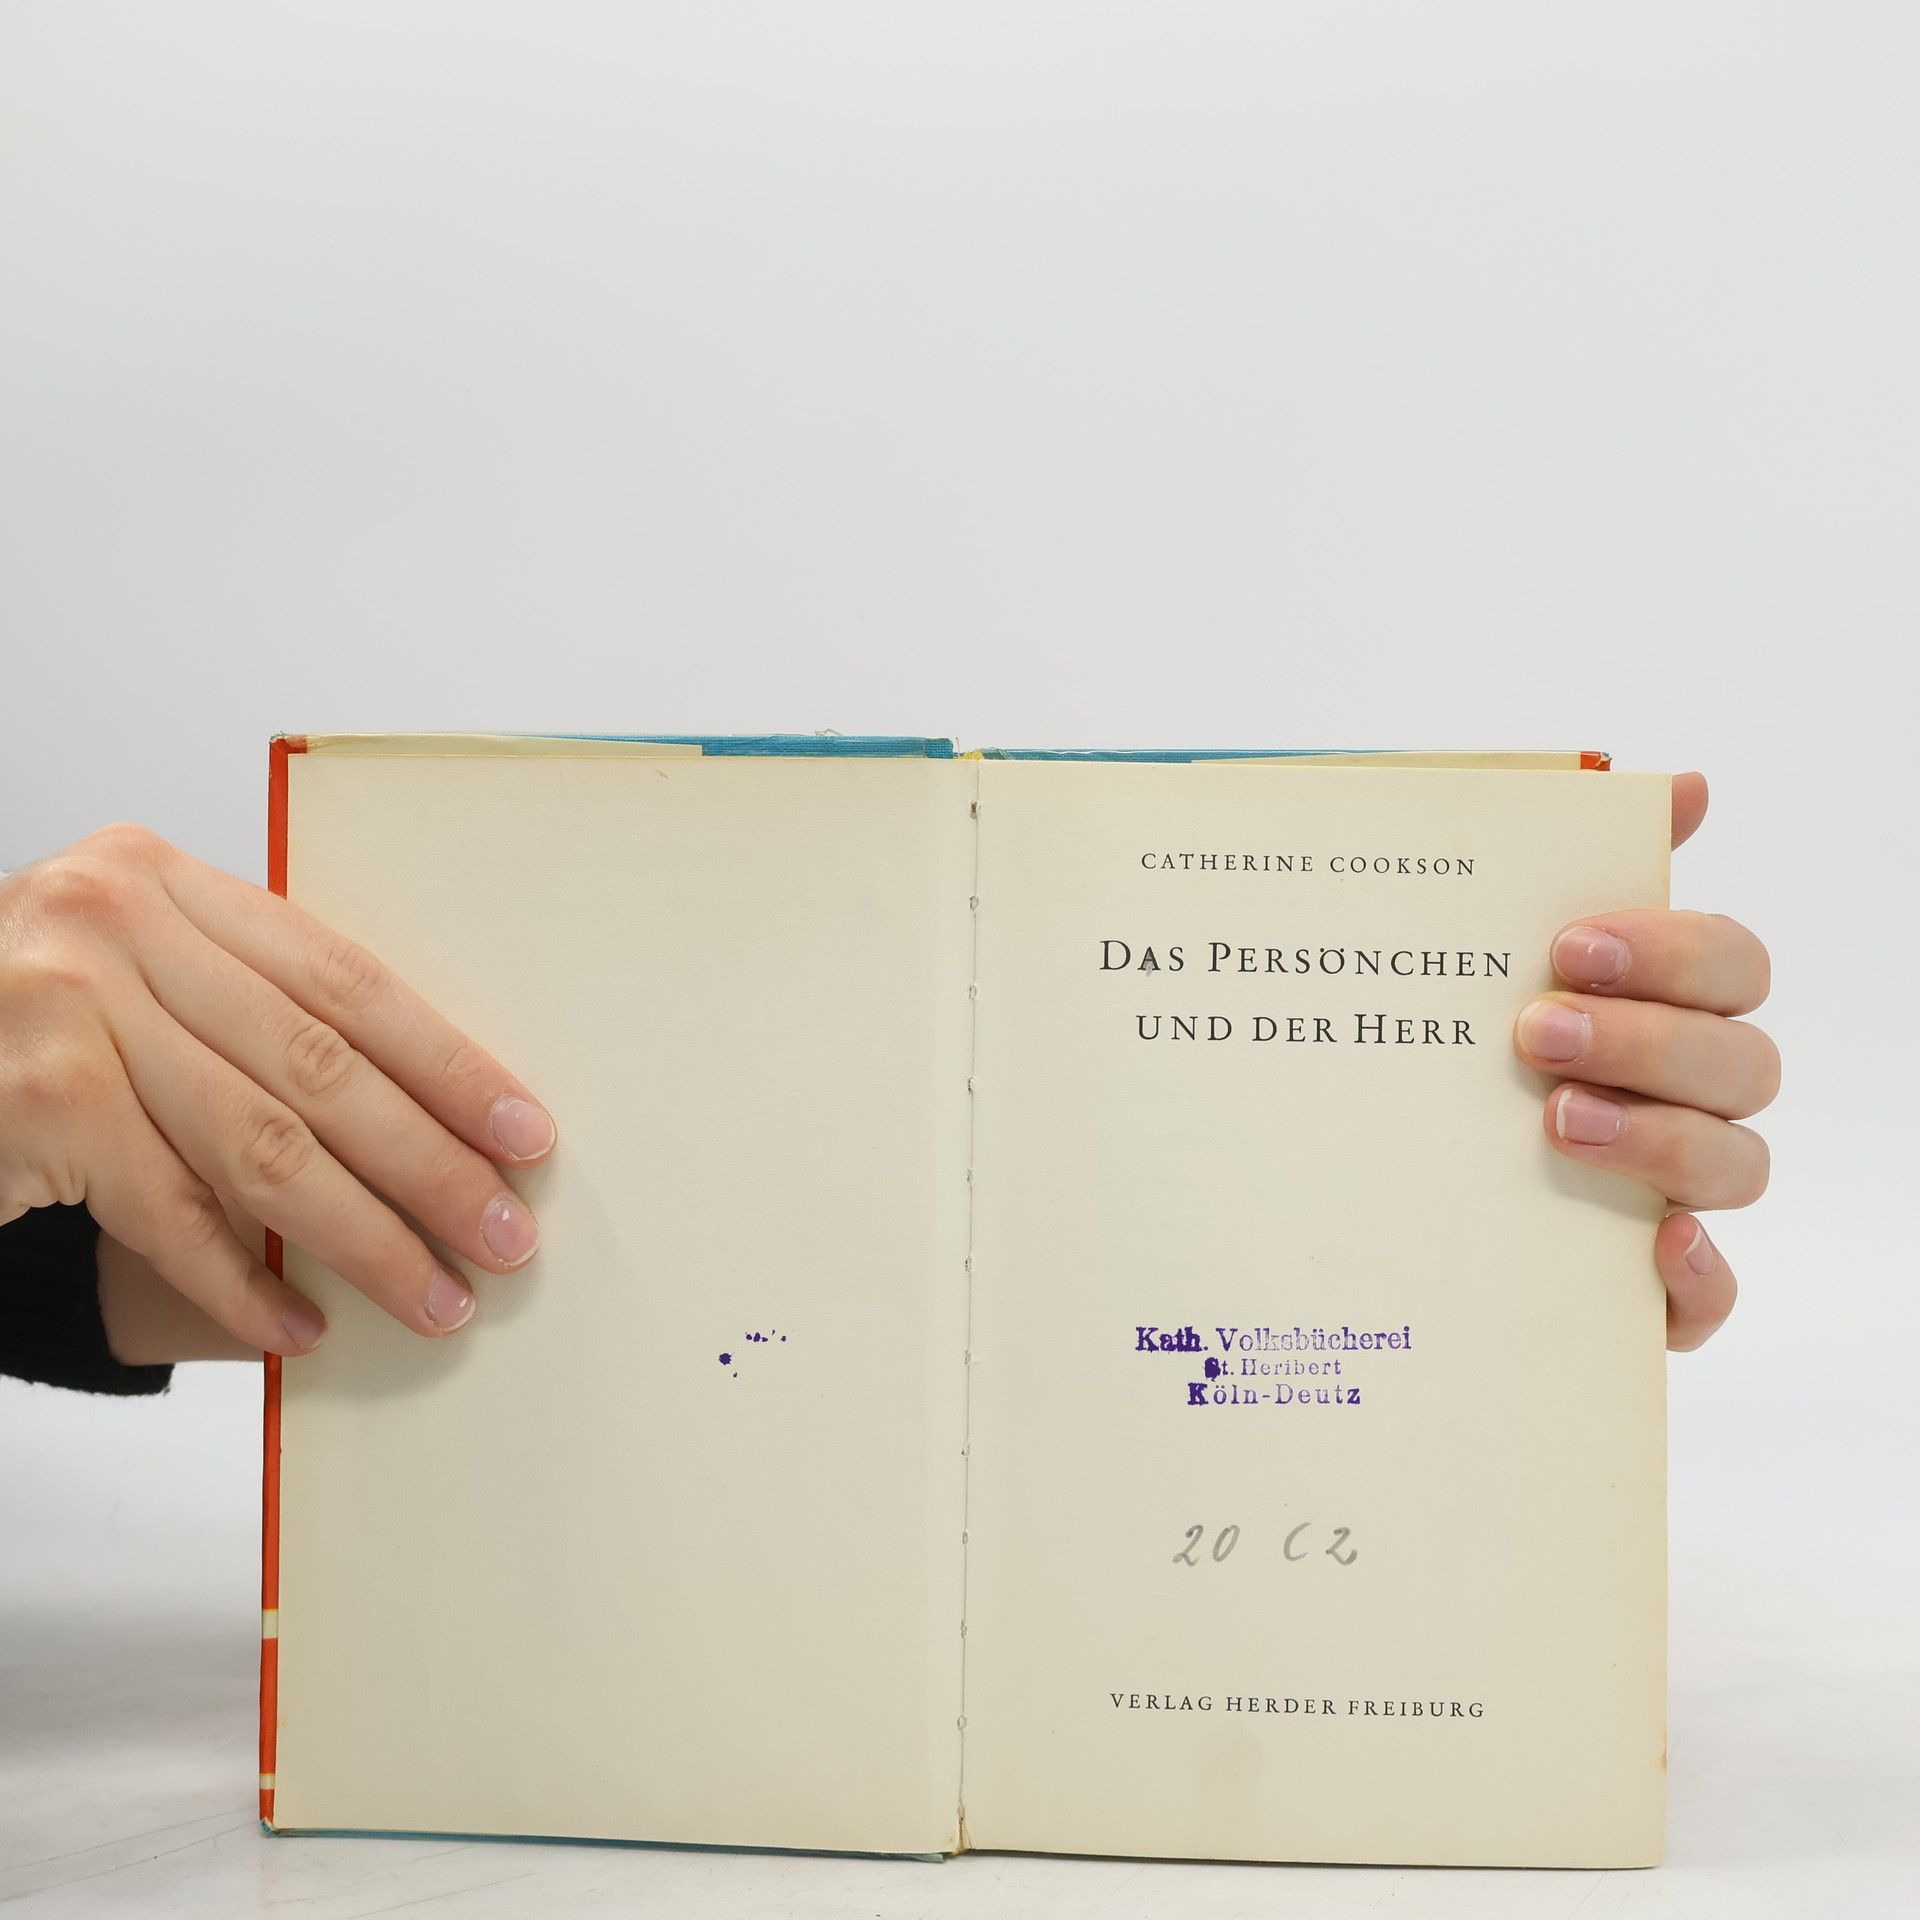 CATHERINE COOKSON
DAS PERSÖNCHEN
UND DER HERR
Kath. Volksbücherei
St. Heribert
Köln-Deutz
20 C2
VERLAG HERDER FREIBURG